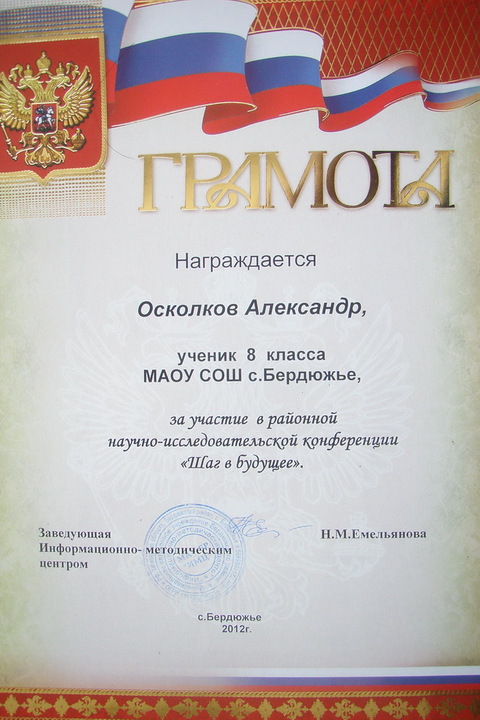 ГРАМОТА
Награждается
Осколков Александр,
ученик 8 класса
МАОУ СОШ с.Бердюжье,
за участие в районной
научно-исследовательской конференции
«Шаг в будущее».
Заведующая
Информационно- методическим
центром
Н.М.Емельянова
с.Бердюжье
2012г.